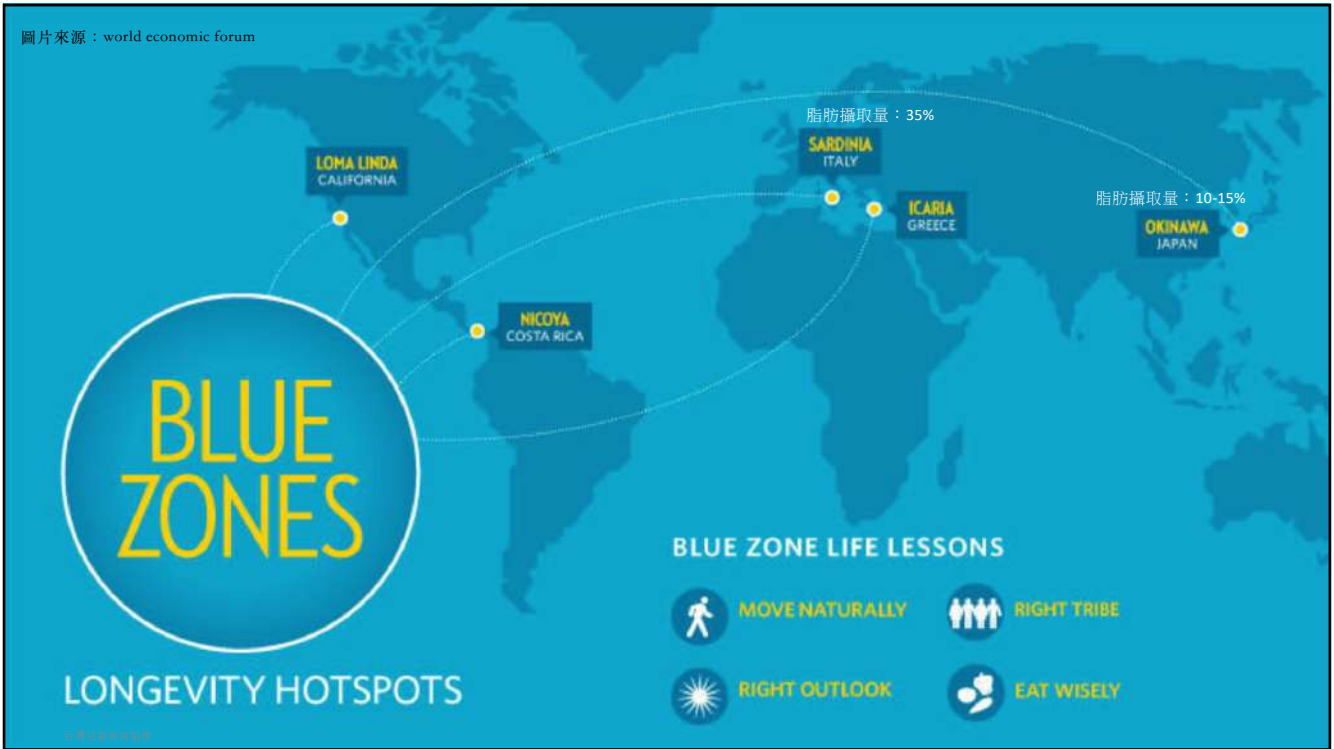 圖片來源：world economic forum
脂肪攝取量：35%
SARDINIA
ITALY
LOMA LINDA
CALIFORNIA
脂肪攝取量：10-15%
ICARIA
GREECE
OKINAWA
JAPAN
NICOYA
COSTA RICA
BLUE
ZONES
LONGEVITY HOTSPOTS
BLUE ZONE LIFE LESSONS
MOVE NATURALLY
RIGHT TRIBE
RIGHT OUTLOOK
EAT WISELY